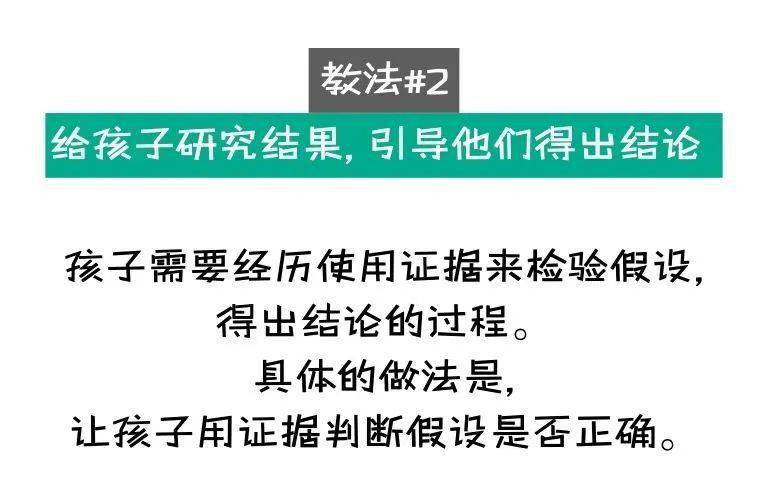 教法#2
给孩子研究结果, 引导他们得出结论
孩子需要经历使用证据来检验假设,
得出结论的过程。
具体的做法是,
让孩子用证据判断假设是否正确。